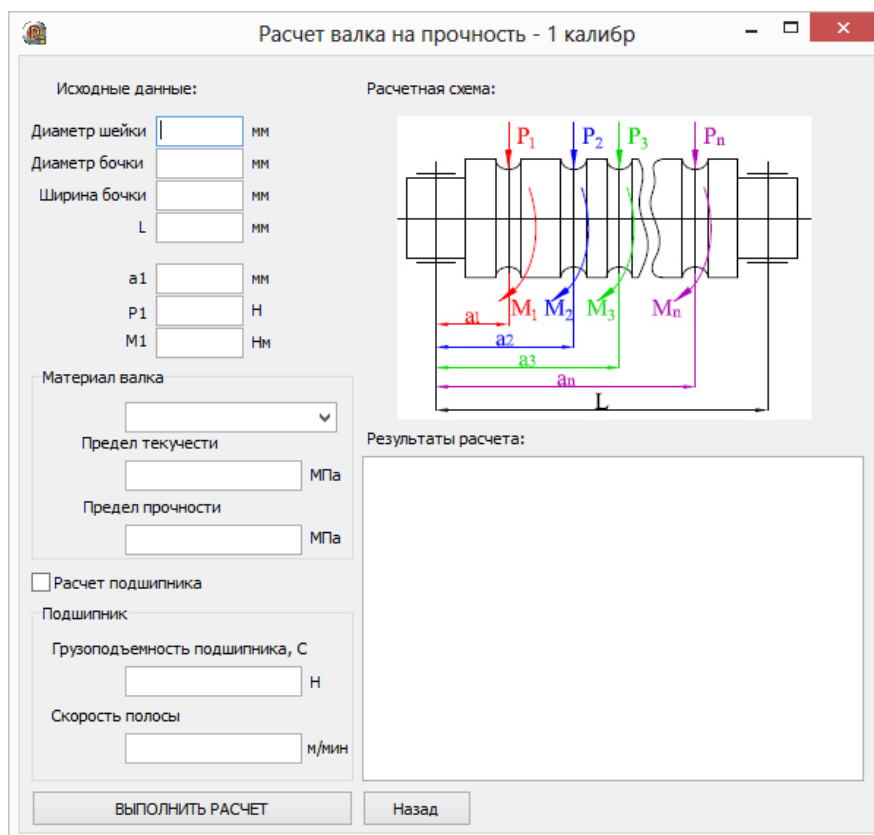 Расчет валка на прочность - 1 калибр
Исходные данные:
Диаметр шейки мм
Диаметр бочки мм
Ширина бочки мм
L мм
a1 мм
P1 Н
M1 Нм
Материал валка
Предел текучести
МПа
Предел прочности
МПа
Расчет подшипника
Подшипник
Грузоподъемность подшипника, С
Н
Скорость полосы
м/мин
ВЫПОЛНИТЬ РАСЧЕТ
Назад
Расчетная схема:
P1 P2 P3 Pn
M1 M2 M3 Mn
a1
a2
a3
an
L
Результаты расчета: